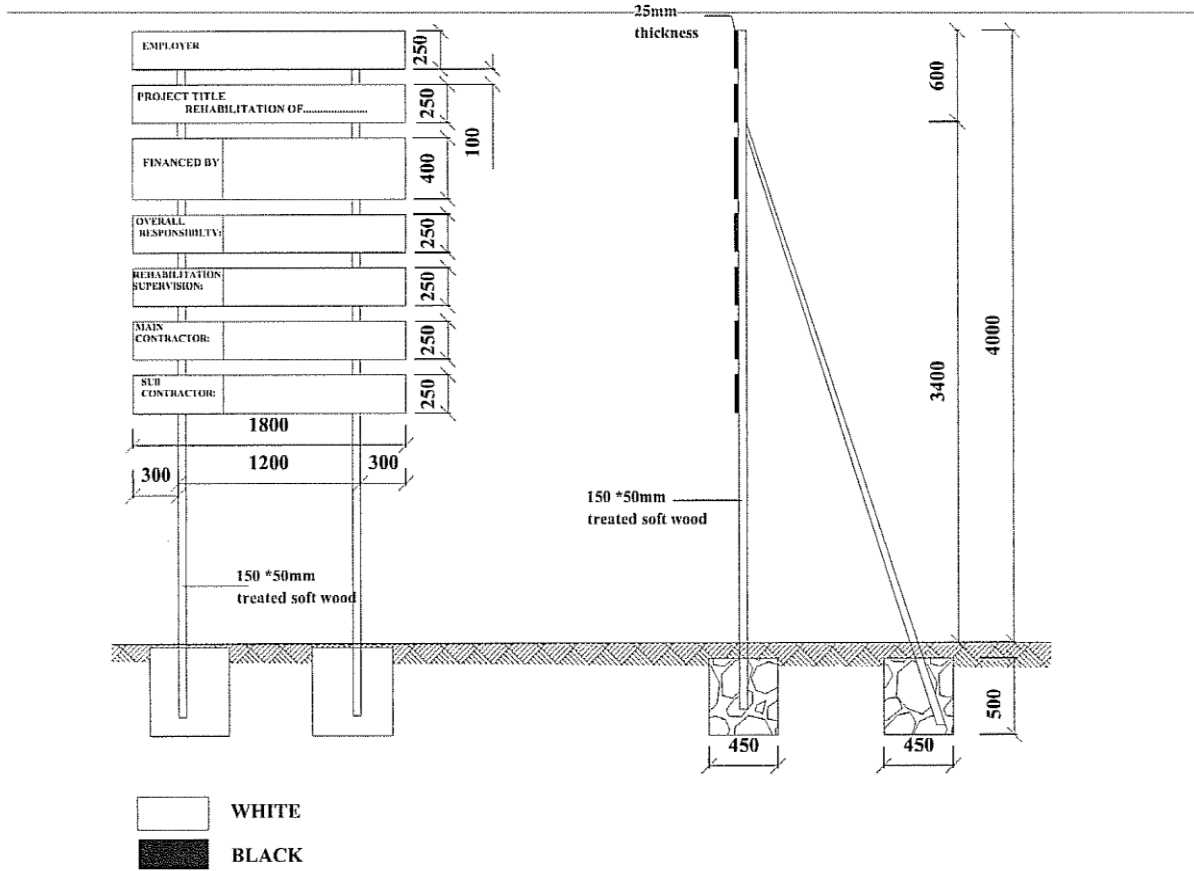 EMPLOYER
PROJECT TITLE
REHABILITATION OF.......................
FINANCED BY
OVERALL
RESPONSIBILTY:
REHABILITATION
SUPERVISION:
MAIN
CONTRACTOR:
SUB
CONTRACTOR:
250
250
100
400
250
250
250
250
1800
300
1200
300
150 *50mm
treated soft wood
25mm
thickness
600
3400
4000
150 *50mm
treated soft wood
500
450
450
WHITE
BLACK